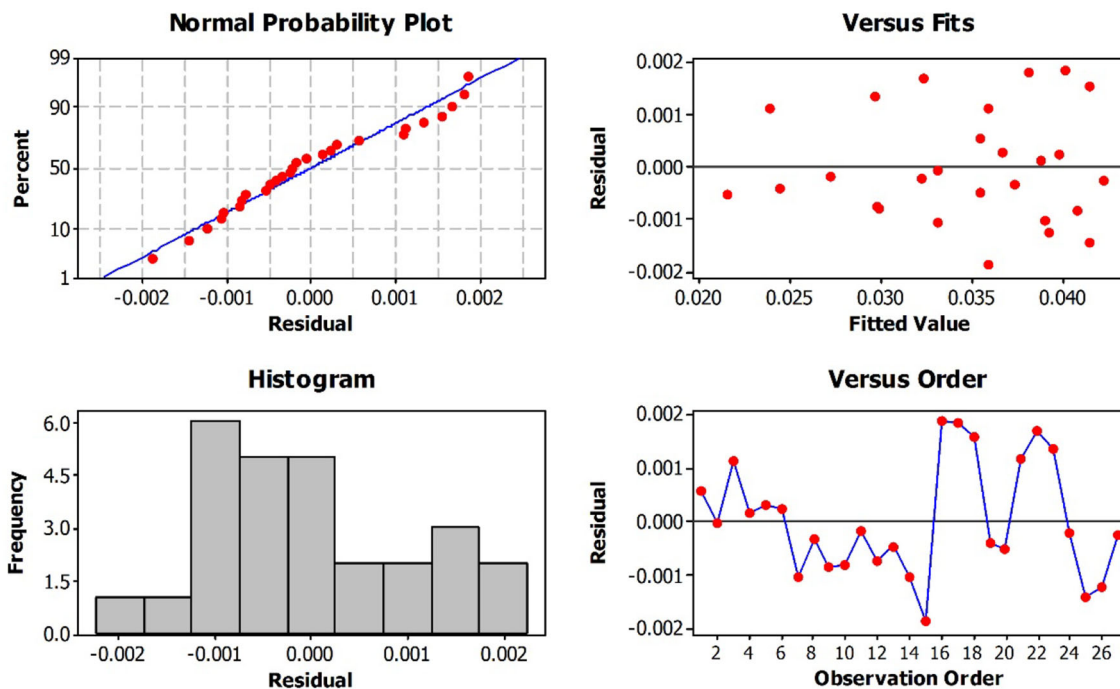 Normal Probability Plot
99
90
50
10
1
Percent
-0.002 -0.001 0.000 0.001 0.002
Residual
Versus Fits
0.002
0.001
0.000
-0.001
-0.002
Residual
0.020 0.025 0.030 0.035 0.040
Fitted Value
Histogram
6.0
4.5
3.0
1.5
0.0
Frequency
-0.002 -0.001 0.000 0.001 0.002
Residual
Versus Order
0.002
0.001
0.000
-0.001
-0.002
Residual
2 4 6 8 10 12 14 16 18 20 22 24 26
Observation Order